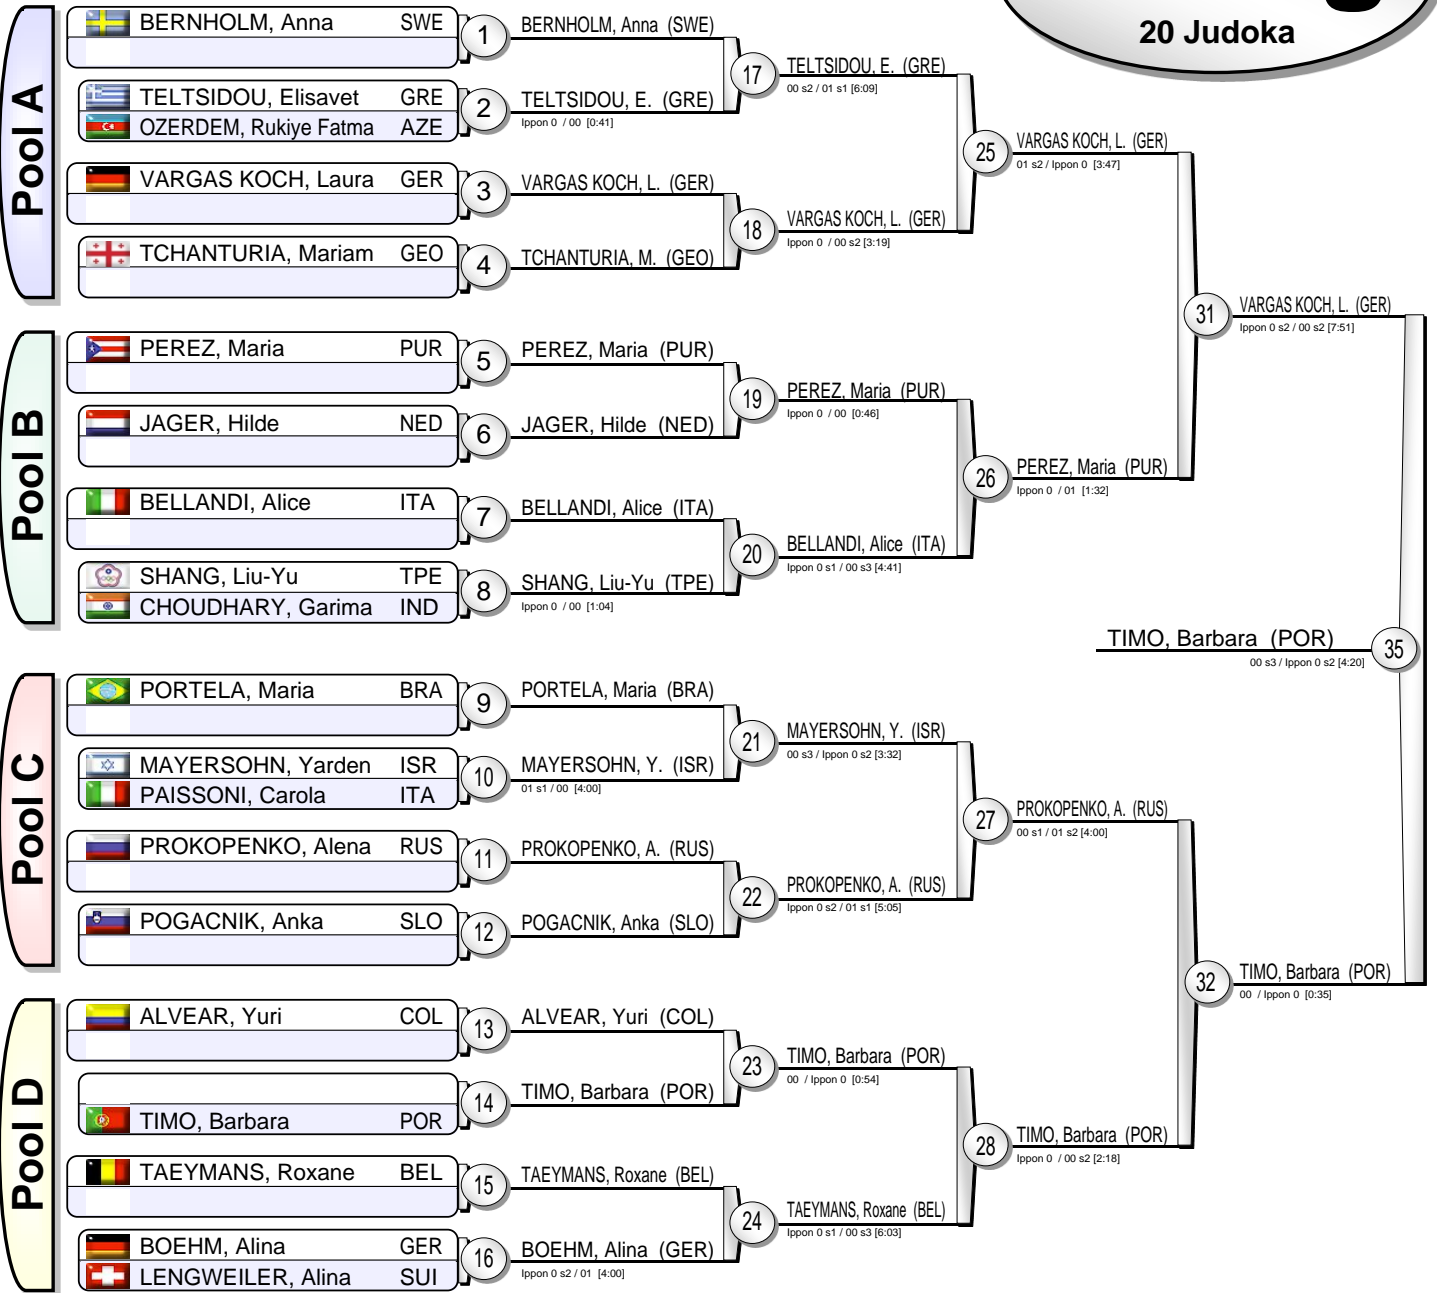 20 Judoka
Pool A
BERNHOLM, Anna SWE
TELTSIDOU, Elisavet GRE
OZERDEM, Rukiye Fatma AZE
VARGAS KOCH, Laura GER
TCHANTURIA, Mariam GEO
Pool B
PEREZ, Maria PUR
JAGER, Hilde NED
BELLANDI, Alice ITA
SHANG, Liu-Yu TPE
CHOUDHARY, Garima IND
Pool C
PORTELA, Maria BRA
MAYERSOHN, Yarden ISR
PAISSONI, Carola ITA
PROKOPENKO, Alena RUS
POGACNIK, Anka SLO
Pool D
ALVEAR, Yuri COL
TIMO, Barbara POR
TAEYMANS, Roxane BEL
BOEHM, Alina GER
LENGWEILER, Alina SUI
1 BERNHOLM, Anna (SWE)
2 TELTSIDOU, E. (GRE)
Ippon 0 / 00 [0:41]
3 VARGAS KOCH, L. (GER)
4 TCHANTURIA, M. (GEO)
5 PEREZ, Maria (PUR)
6 JAGER, Hilde (NED)
7 BELLANDI, Alice (ITA)
8 SHANG, Liu-Yu (TPE)
Ippon 0 / 00 [1:04]
9 PORTELA, Maria (BRA)
10 MAYERSOHN, Y. (ISR)
01 s1 / 00 [4:00]
11 PROKOPENKO, A. (RUS)
12 POGACNIK, Anka (SLO)
13 ALVEAR, Yuri (COL)
14 TIMO, Barbara (POR)
15 TAEYMANS, Roxane (BEL)
16 BOEHM, Alina (GER)
Ippon 0 s2 / 01 [4:00]
17 TELTSIDOU, E. (GRE)
00 s2 / 01 s1 [6:09]
18 VARGAS KOCH, L. (GER)
Ippon 0 / 00 s2 [3:19]
19 PEREZ, Maria (PUR)
Ippon 0 / 00 [0:46]
20 BELLANDI, Alice (ITA)
Ippon 0 s1 / 00 s3 [4:41]
21 MAYERSOHN, Y. (ISR)
00 s3 / Ippon 0 s2 [3:32]
22 PROKOPENKO, A. (RUS)
Ippon 0 s2 / 01 s1 [5:05]
23 TIMO, Barbara (POR)
00 / Ippon 0 [0:54]
24 TAEYMANS, Roxane (BEL)
Ippon 0 s1 / 00 s3 [6:03]
25 VARGAS KOCH, L. (GER)
01 s2 / Ippon 0 [3:47]
26 PEREZ, Maria (PUR)
Ippon 0 / 01 [1:32]
27 PROKOPENKO, A. (RUS)
00 s1 / 01 s2 [4:00]
28 TIMO, Barbara (POR)
Ippon 0 / 00 s2 [2:18]
31 VARGAS KOCH, L. (GER)
Ippon 0 s2 / 00 s2 [7:51]
32 TIMO, Barbara (POR)
00 / Ippon 0 [0:35]
TIMO, Barbara (POR) 35
00 s3 / Ippon 0 s2 [4:20]